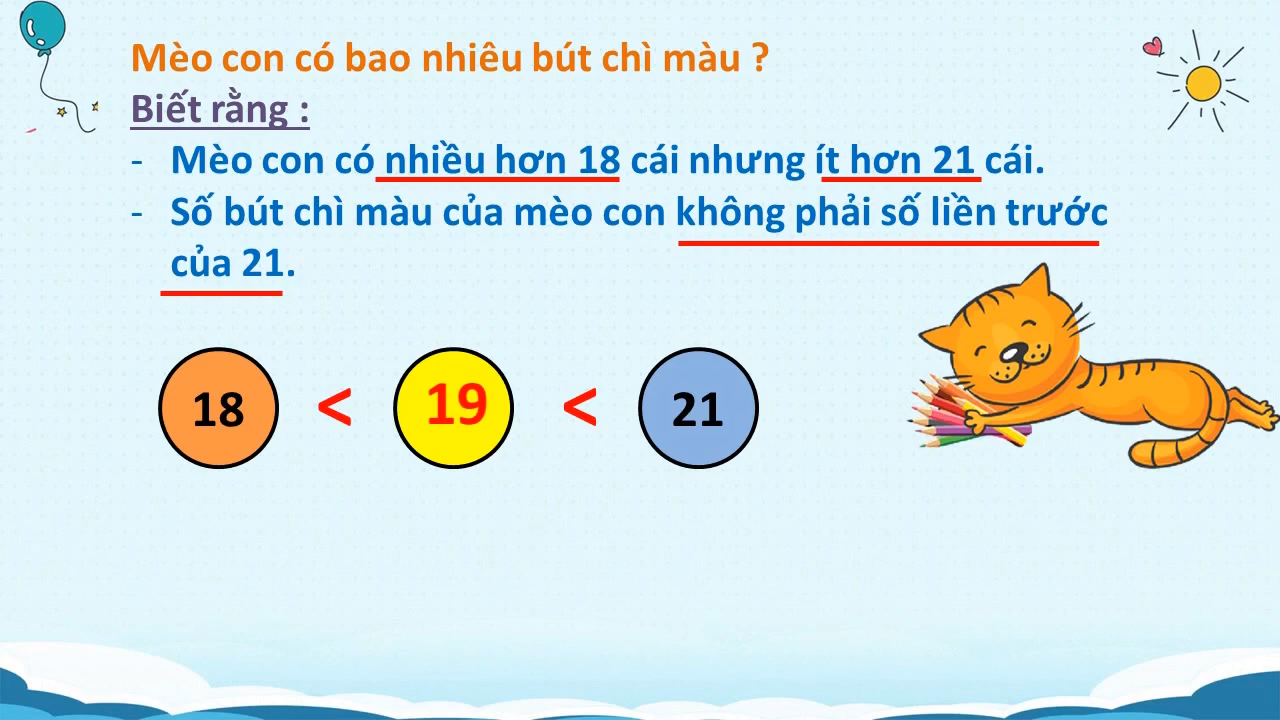 Mèo con có bao nhiêu bút chì màu ?
Biết rằng :
- Mèo con có nhiều hơn 18 cái nhưng ít hơn 21 cái.
- Số bút chì màu của mèo con không phải số liền trước
của 21.
18 < 19 < 21